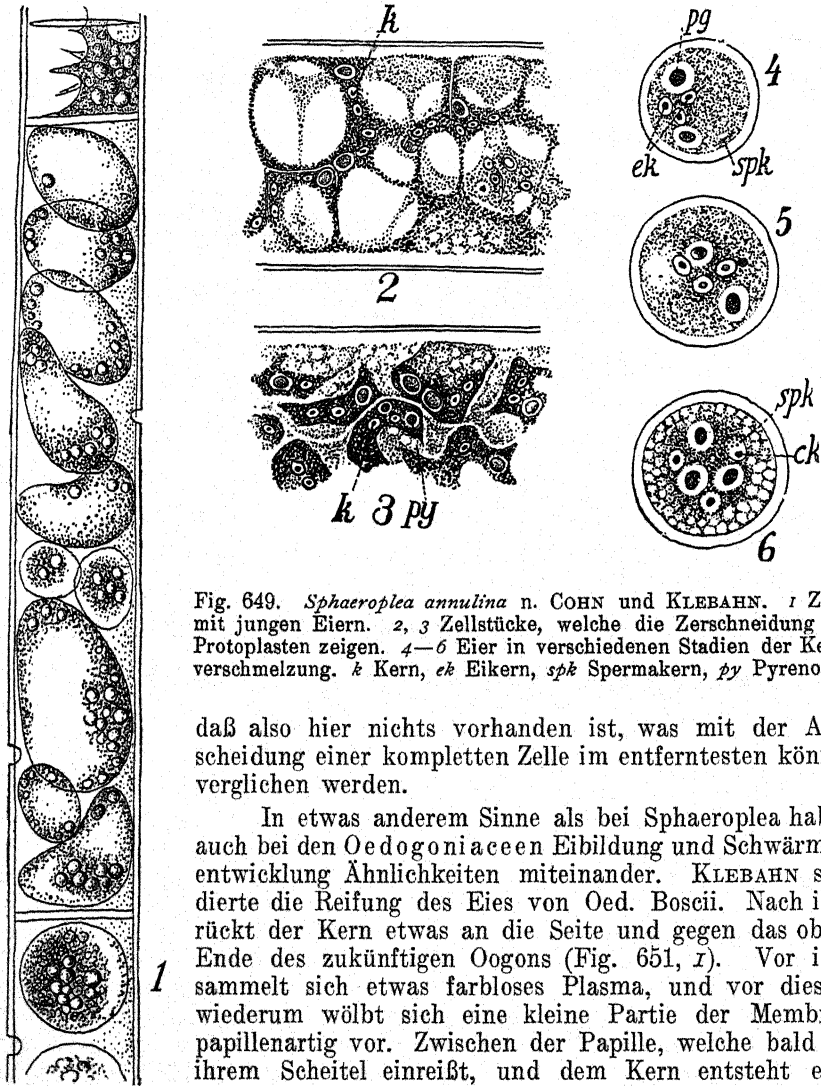 k
pg
4
ek
spk
5
2
spk
ck
k 3 py
6
Fig. 649. Sphaeroplea annulina n. COHN und KLEBAHN. 1 Z
mit jungen Eiern. 2, 3 Zellstücke, welche die Zerschneidung
Protoplasten zeigen. 4—6 Eier in verschiedenen Stadien der Ke
verschmelzung. k Kern, ek Eikern, spk Spermakern, py Pyreno
daß also hier nichts vorhanden ist, was mit der A
scheidung einer kompletten Zelle im entferntesten kön
verglichen werden.
In etwas anderem Sinne als bei Sphaeroplea hal
auch bei den Oedogoniaceen Eibildung und Schwärm
entwicklung Ähnlichkeiten miteinander. KLEBAHN s
dierte die Reifung des Eies von Oed. Boscii. Nach i
rückt der Kern etwas an die Seite und gegen das ob
Ende des zukünftigen Oogons (Fig. 651, 1). Vor i
sammelt sich etwas farbloses Plasma, und vor dies
wiederum wölbt sich eine kleine Partie der Membr
papillenartig vor. Zwischen der Papille, welche bald
ihrem Scheitel einreißt, und dem Kern entsteht e
1